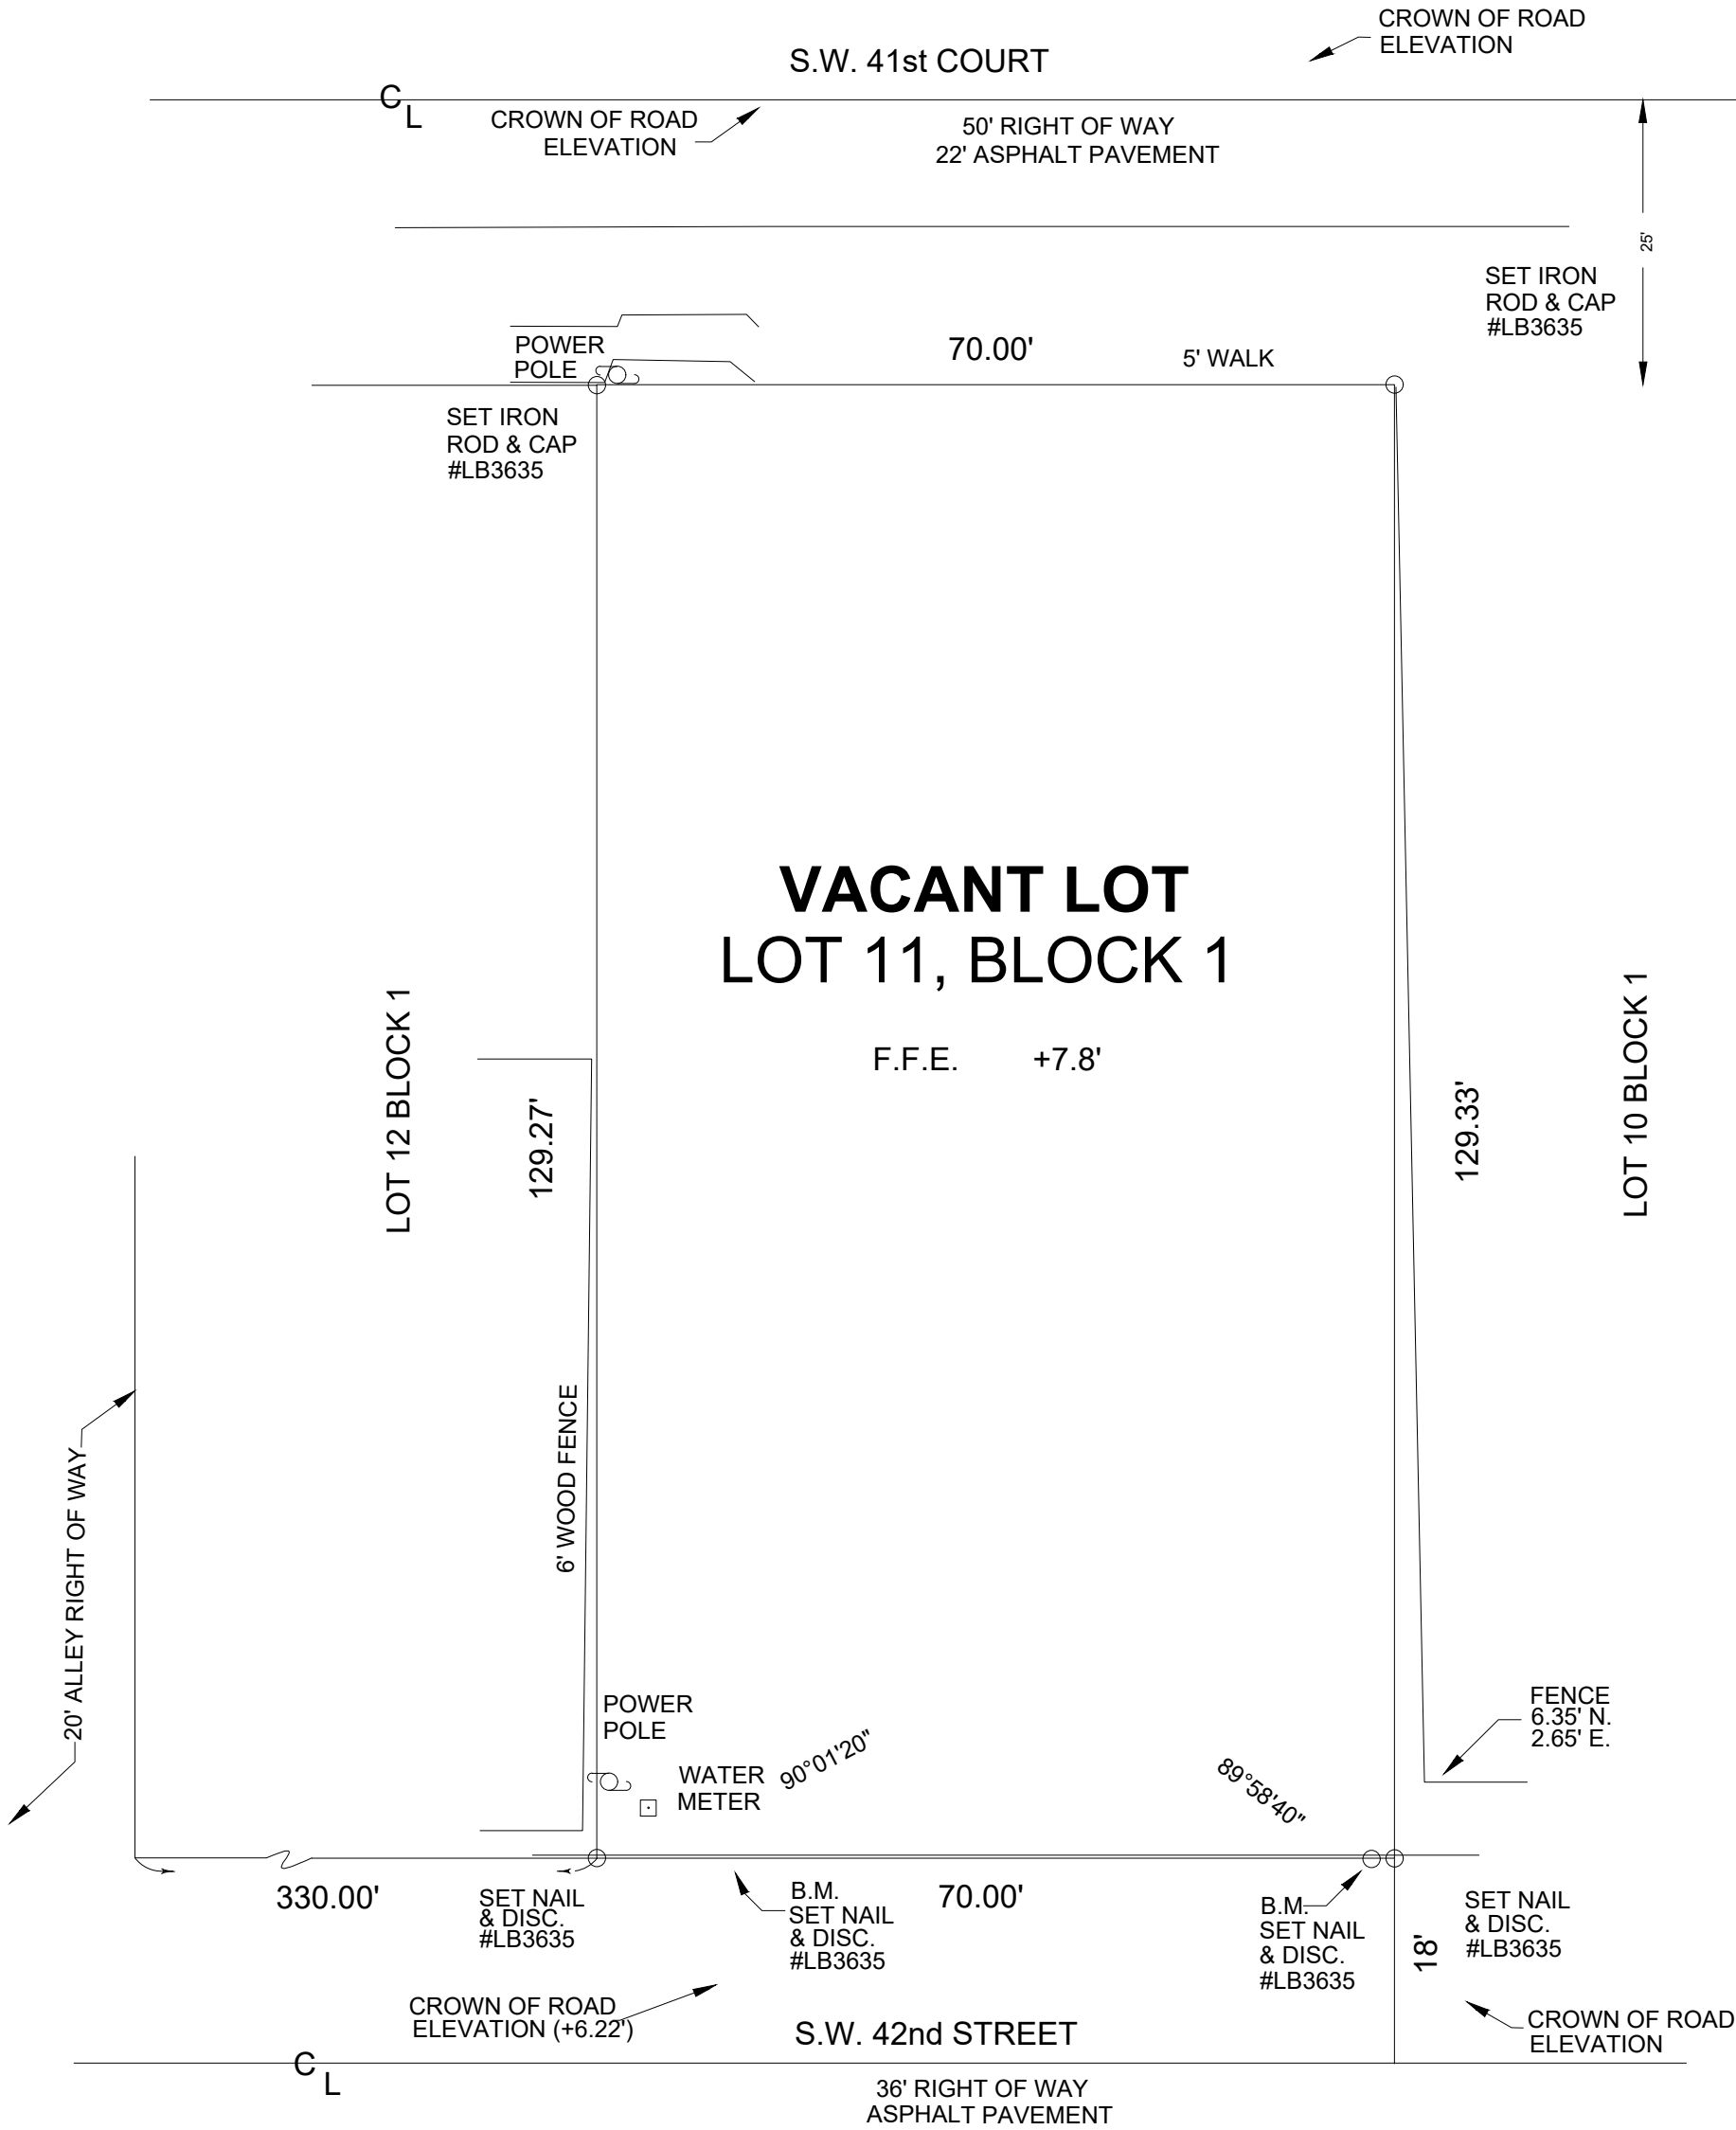 CROWN OF ROAD
ELEVATION
S.W. 41st COURT
C
L
CROWN OF ROAD
ELEVATION
50' RIGHT OF WAY
22' ASPHALT PAVEMENT
25'
SET IRON
ROD & CAP
#LB3635
POWER
POLE
70.00'
5' WALK
SET IRON
ROD & CAP
#LB3635
VACANT LOT
LOT 11, BLOCK 1
F.F.E. +7.8'
LOT 12 BLOCK 1
129.27'
129.33'
LOT 10 BLOCK 1
6' WOOD FENCE
20' ALLEY RIGHT OF WAY
POWER
POLE
WATER
METER
90°01'20"
89°58'40"
FENCE
6.35' N.
2.65' E.
330.00'
SET NAIL
& DISC.
#LB3635
B.M.
SET NAIL
& DISC.
#LB3635
70.00'
B.M.
SET NAIL
& DISC.
#LB3635
18'
SET NAIL
& DISC.
#LB3635
CROWN OF ROAD
ELEVATION (+6.22')
S.W. 42nd STREET
CROWN OF ROAD
ELEVATION
C
L
36' RIGHT OF WAY
ASPHALT PAVEMENT